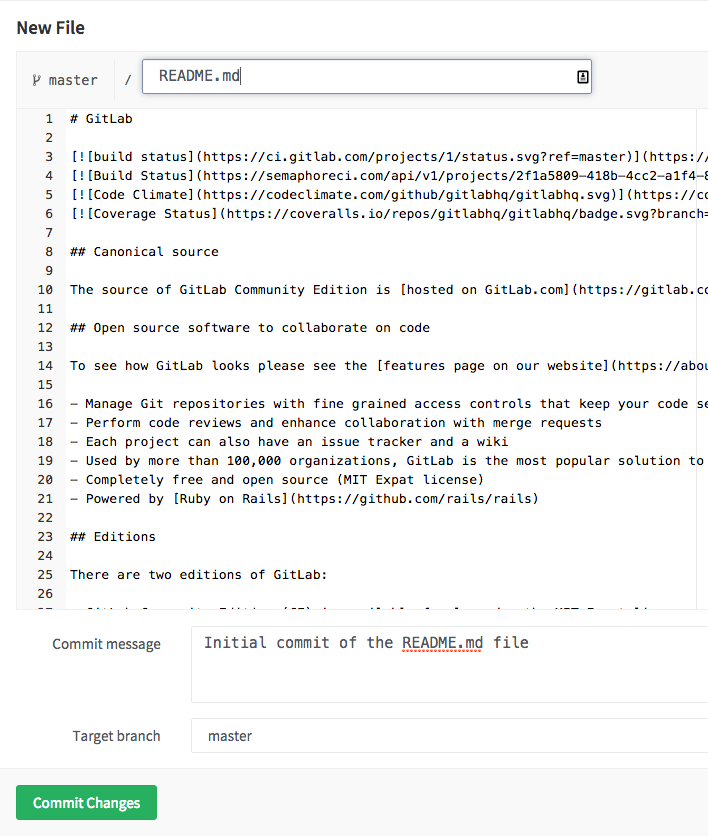 New File
master / README.md
1 # GitLab
2
3 [![build status](https://ci.gitlab.com/projects/1/status.svg?ref=master)](https:/
4 [![Build Status](https://semaphoreci.com/api/v1/projects/2f1a5809-418b-4cc2-a1f4-8
5 [![Code Climate](https://codeclimate.com/github/gitlabhq/gitlabhq.svg)](https://co
6 [![Coverage Status](https://coveralls.io/repos/gitlabhq/gitlabhq/badge.svg?branch=
7
8 ## Canonical source
9
10 The source of GitLab Community Edition is [hosted on GitLab.com](https://gitlab.co
11
12 ## Open source software to collaborate on code
13
14 To see how GitLab looks please see the [features page on our website](https://abou
15
16 - Manage Git repositories with fine grained access controls that keep your code se
17 - Perform code reviews and enhance collaboration with merge requests
18 - Each project can also have an issue tracker and a wiki
19 - Used by more than 100,000 organizations, GitLab is the most popular solution to
20 - Completely free and open source (MIT Expat license)
21 - Powered by [Ruby on Rails](https://github.com/rails/rails)
22
23 ## Editions
24
25 There are two editions of GitLab:
26
Commit message
Initial commit of the README.md file
Target branch
master
Commit Changes